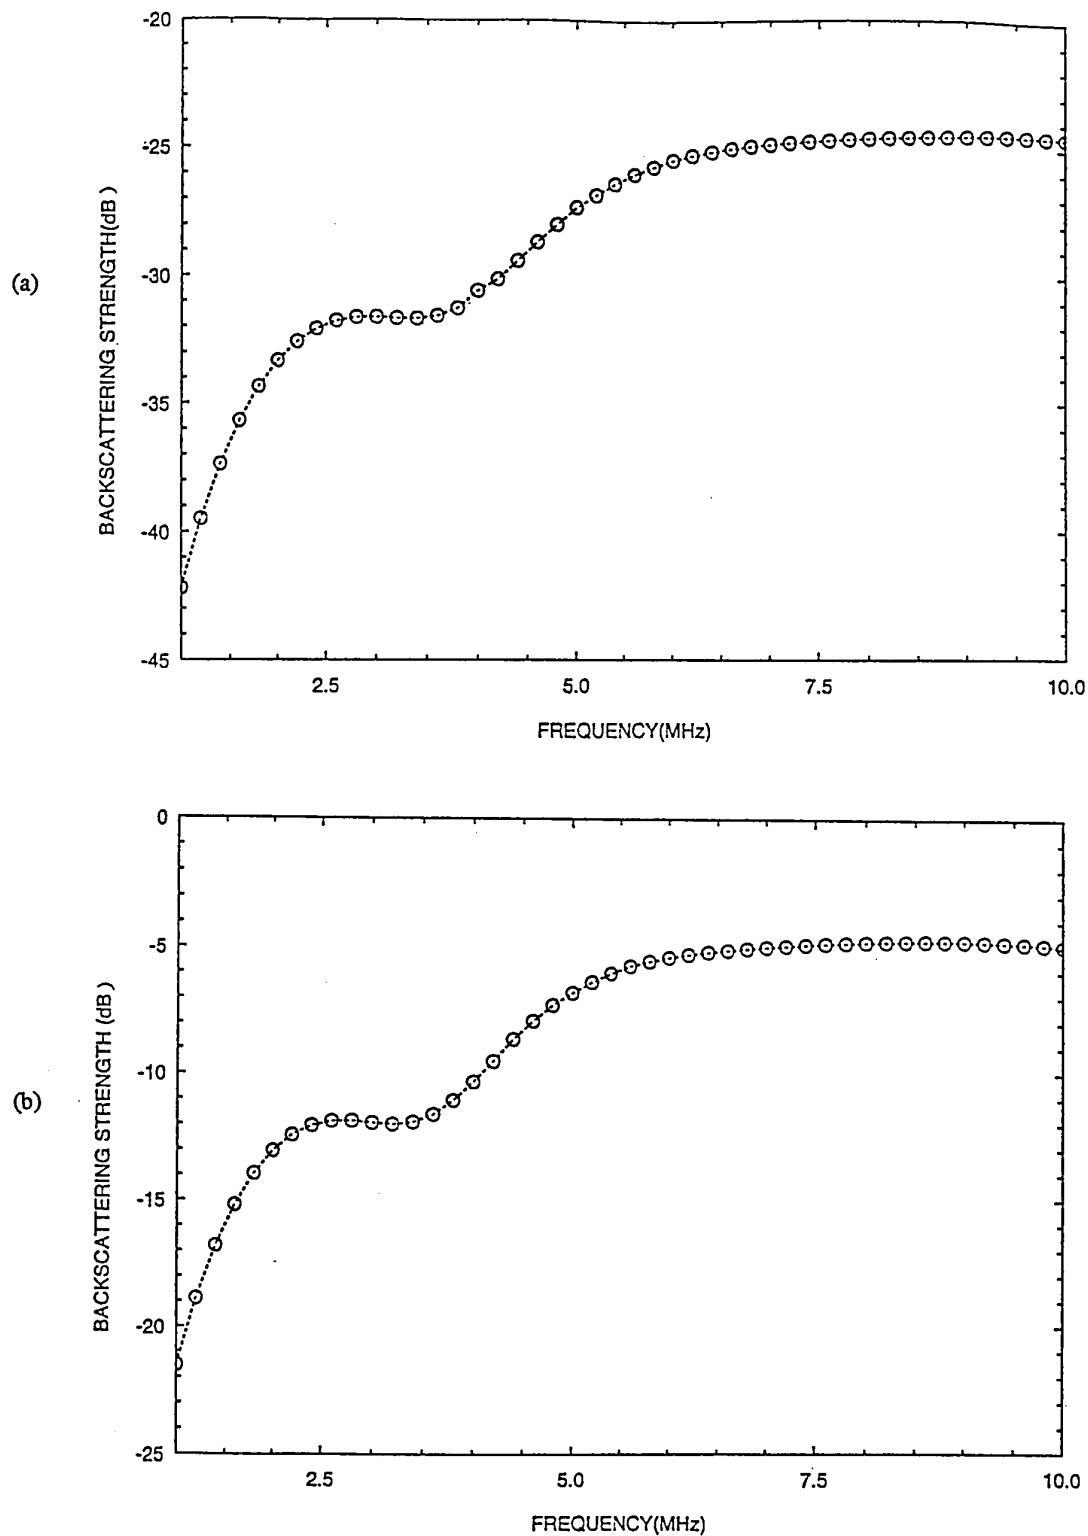 (a)
BACKSCATTERING STRENGTH(dB )
-20
-25
-30
-35
-40
-45
2.5 5.0 7.5 10.0
FREQUENCY(MHz)
(b)
BACKSCATTERING STRENGTH (dB )
0
-5
-10
-15
-20
-25
2.5 5.0 7.5 10.0
FREQUENCY(MHz)